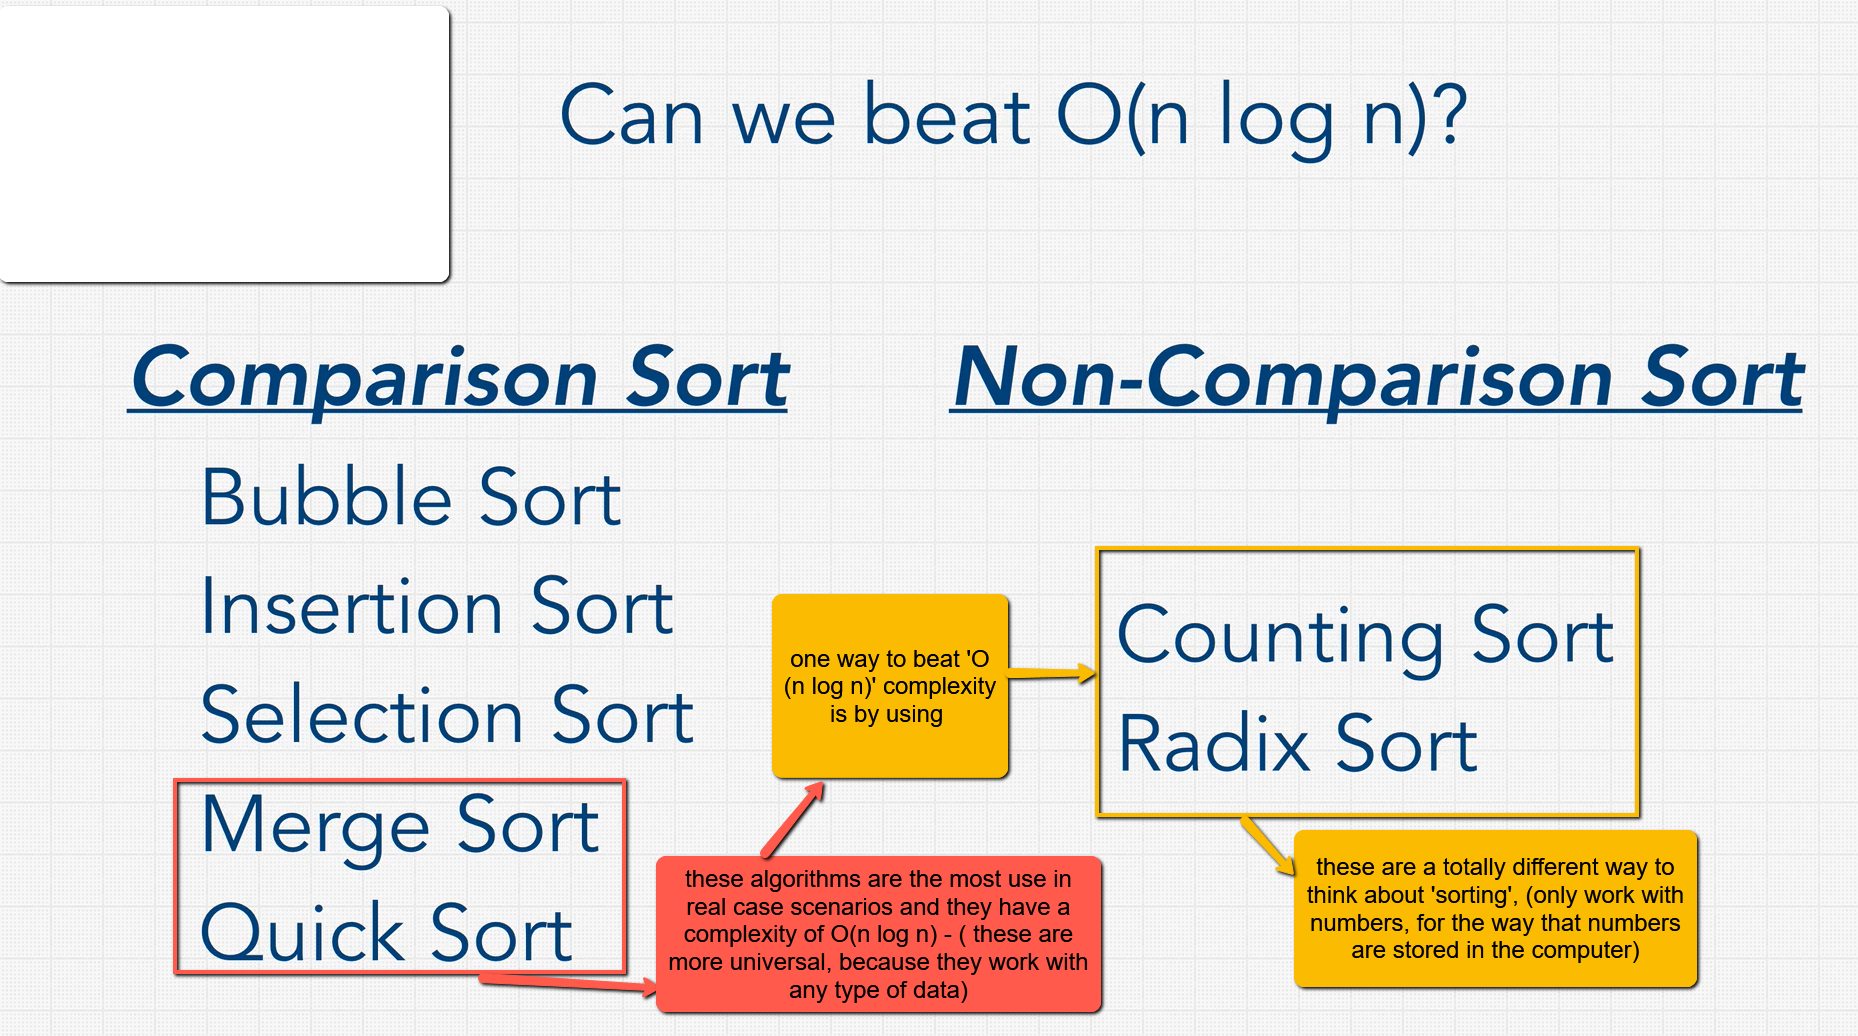 Can we beat O(n log n)?
Comparison Sort
Bubble Sort
Insertion Sort
Selection Sort
Merge Sort
Quick Sort
Non-Comparison Sort
Counting Sort
Radix Sort
one way to beat 'O
(n log n)' complexity
is by using
these algorithms are the most use in
real case scenarios and they have a
complexity of O(n log n) - ( these are
more universal, because they work with
any type of data)
these are a totally different way to
think about 'sorting', (only work with
numbers, for the way that numbers
are stored in the computer)